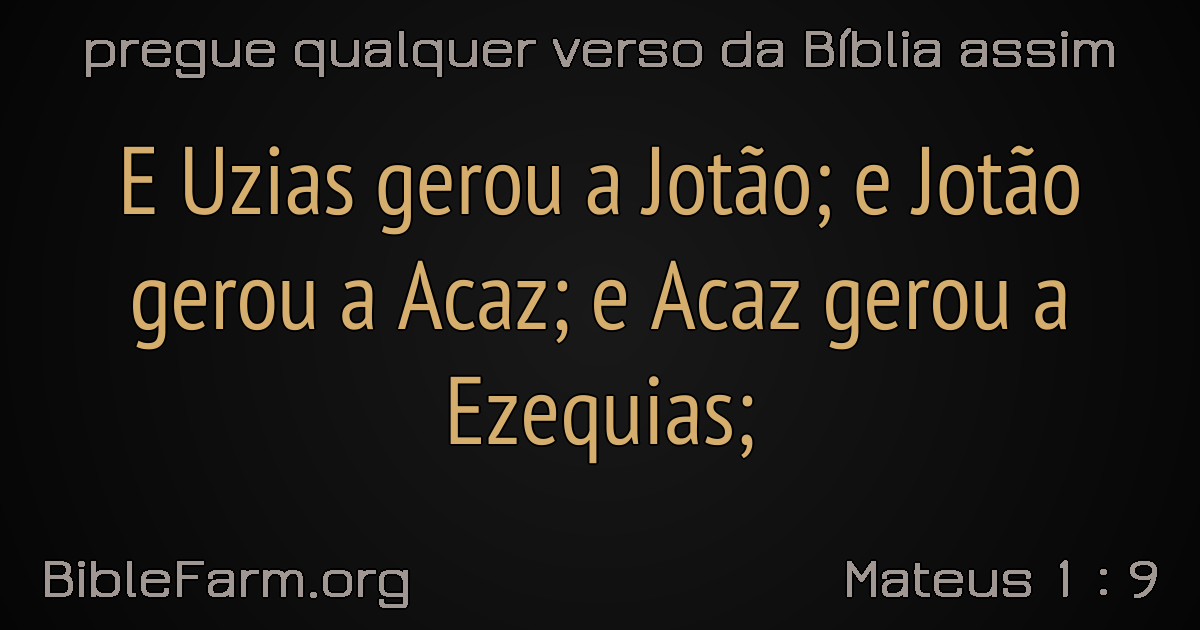 pregue qualquer verso da Bíblia assim
E Uzias gerou a Jotão; e Jotão
gerou a Acaz; e Acaz gerou a
Ezequias;
BibleFarm.org
Mateus 1 : 9